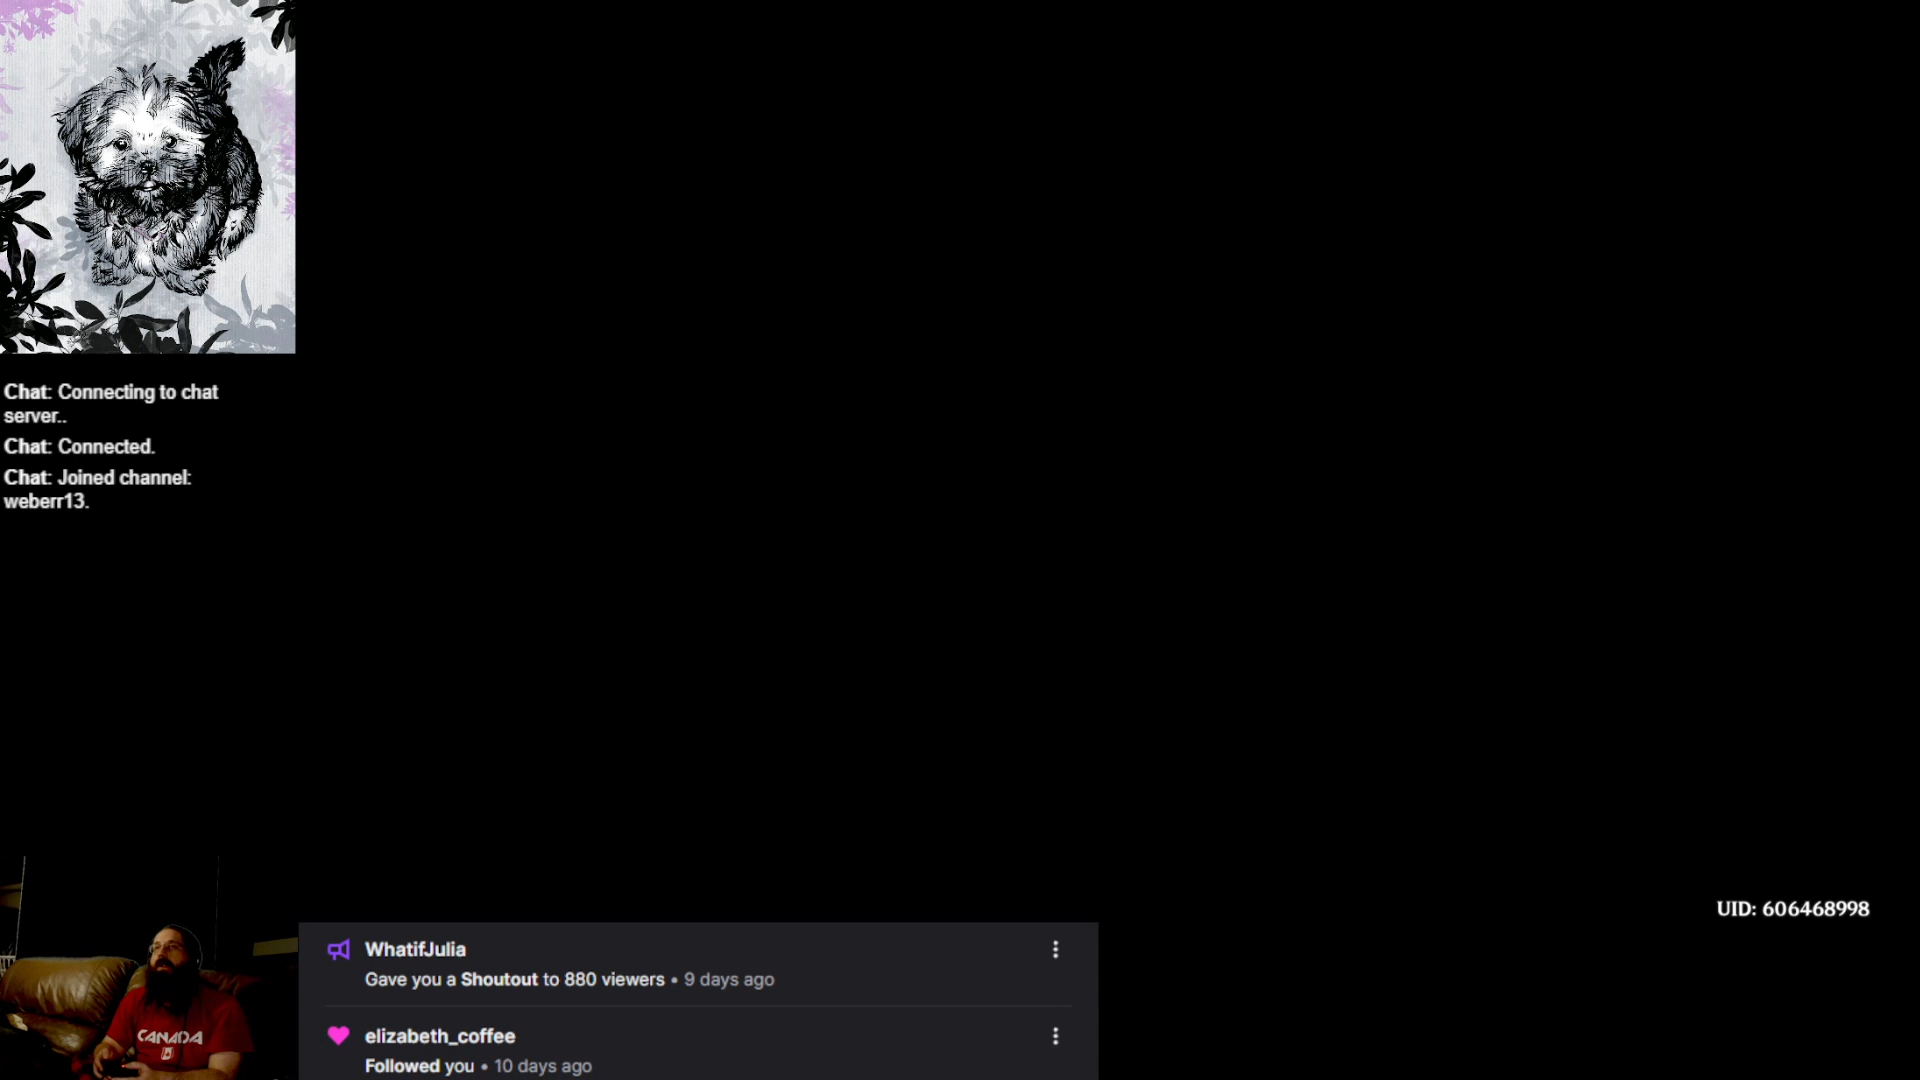 Chat: Connecting to chat
server..
Chat: Connected.
Chat: Joined channel:
weberr13.
UID: 606468998
WhatifJulia
Gave you a Shoutout to 880 viewers • 9 days ago
elizabeth_coffee
Followed you • 10 days ago
CANADA